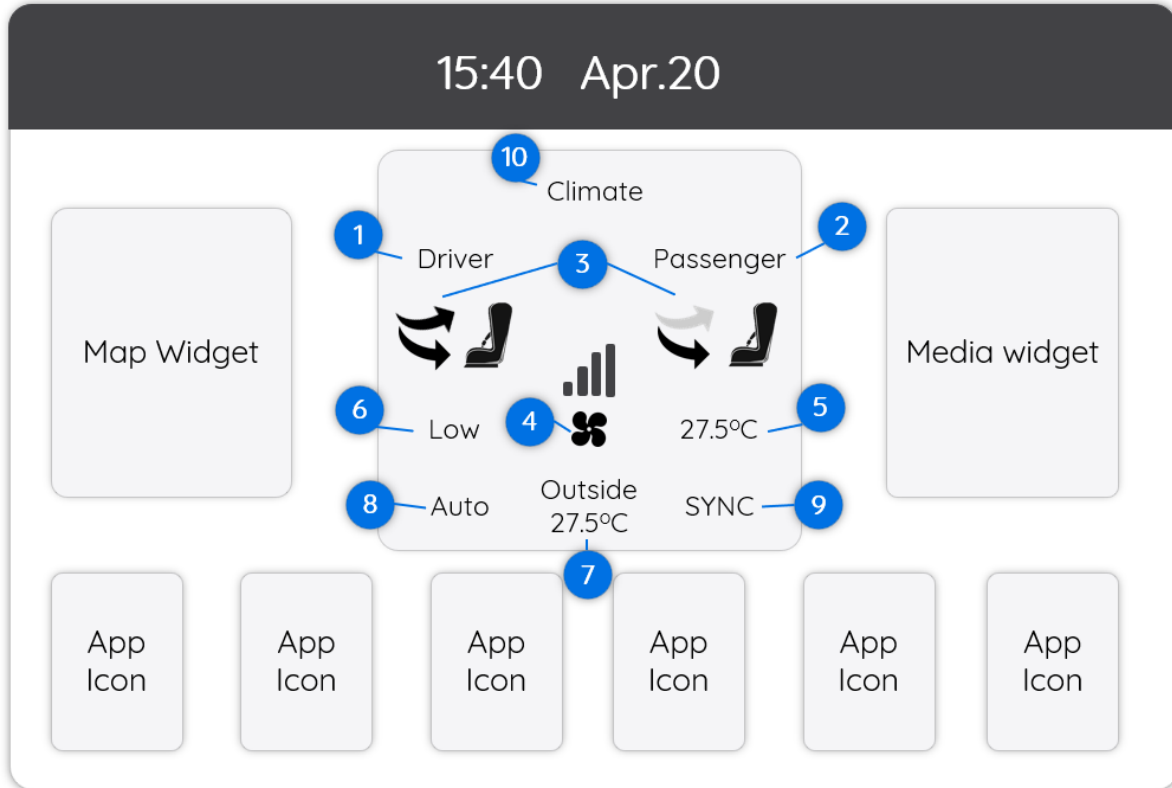 15:40 Apr.20
10
Climate
1
2
Driver
3
Passenger
Map Widget
Media widget
6
4
5
Low
27.5ºC
8
Auto
Outside
27.5ºC
SYNC
9
7
App
Icon
App
Icon
App
Icon
App
Icon
App
Icon
App
Icon